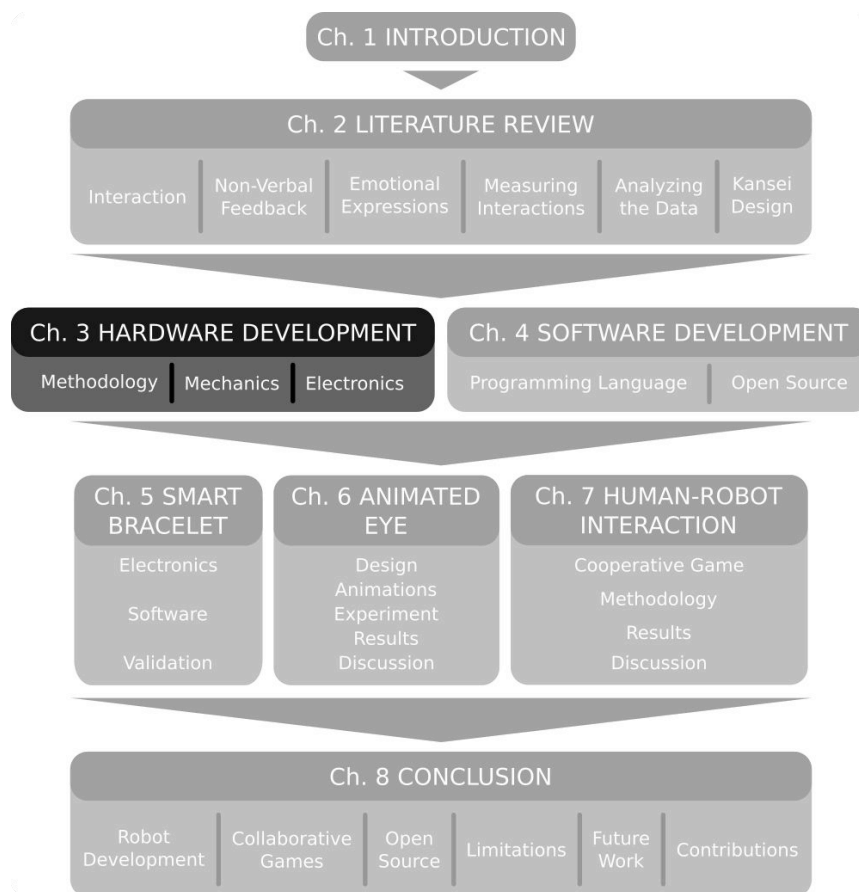 Ch. 1 INTRODUCTION
Ch. 2 LITERATURE REVIEW
Interaction
Non-Verbal
Feedback
Emotional
Expressions
Measuring
Interactions
Analyzing
the Data
Kansei
Design
Ch. 3 HARDWARE DEVELOPMENT
Methodology
Mechanics
Electronics
Ch. 4 SOFTWARE DEVELOPMENT
Programming Language
Open Source
Ch. 5 SMART
BRACELET
Electronics
Software
Validation
Ch. 6 ANIMATED
EYE
Design
Animations
Experiment
Results
Discussion
Ch. 7 HUMAN-ROBOT
INTERACTION
Cooperative Game
Methodology
Results
Discussion
Ch. 8 CONCLUSION
Robot
Development
Collaborative
Games
Open
Source
Limitations
Future
Work
Contributions